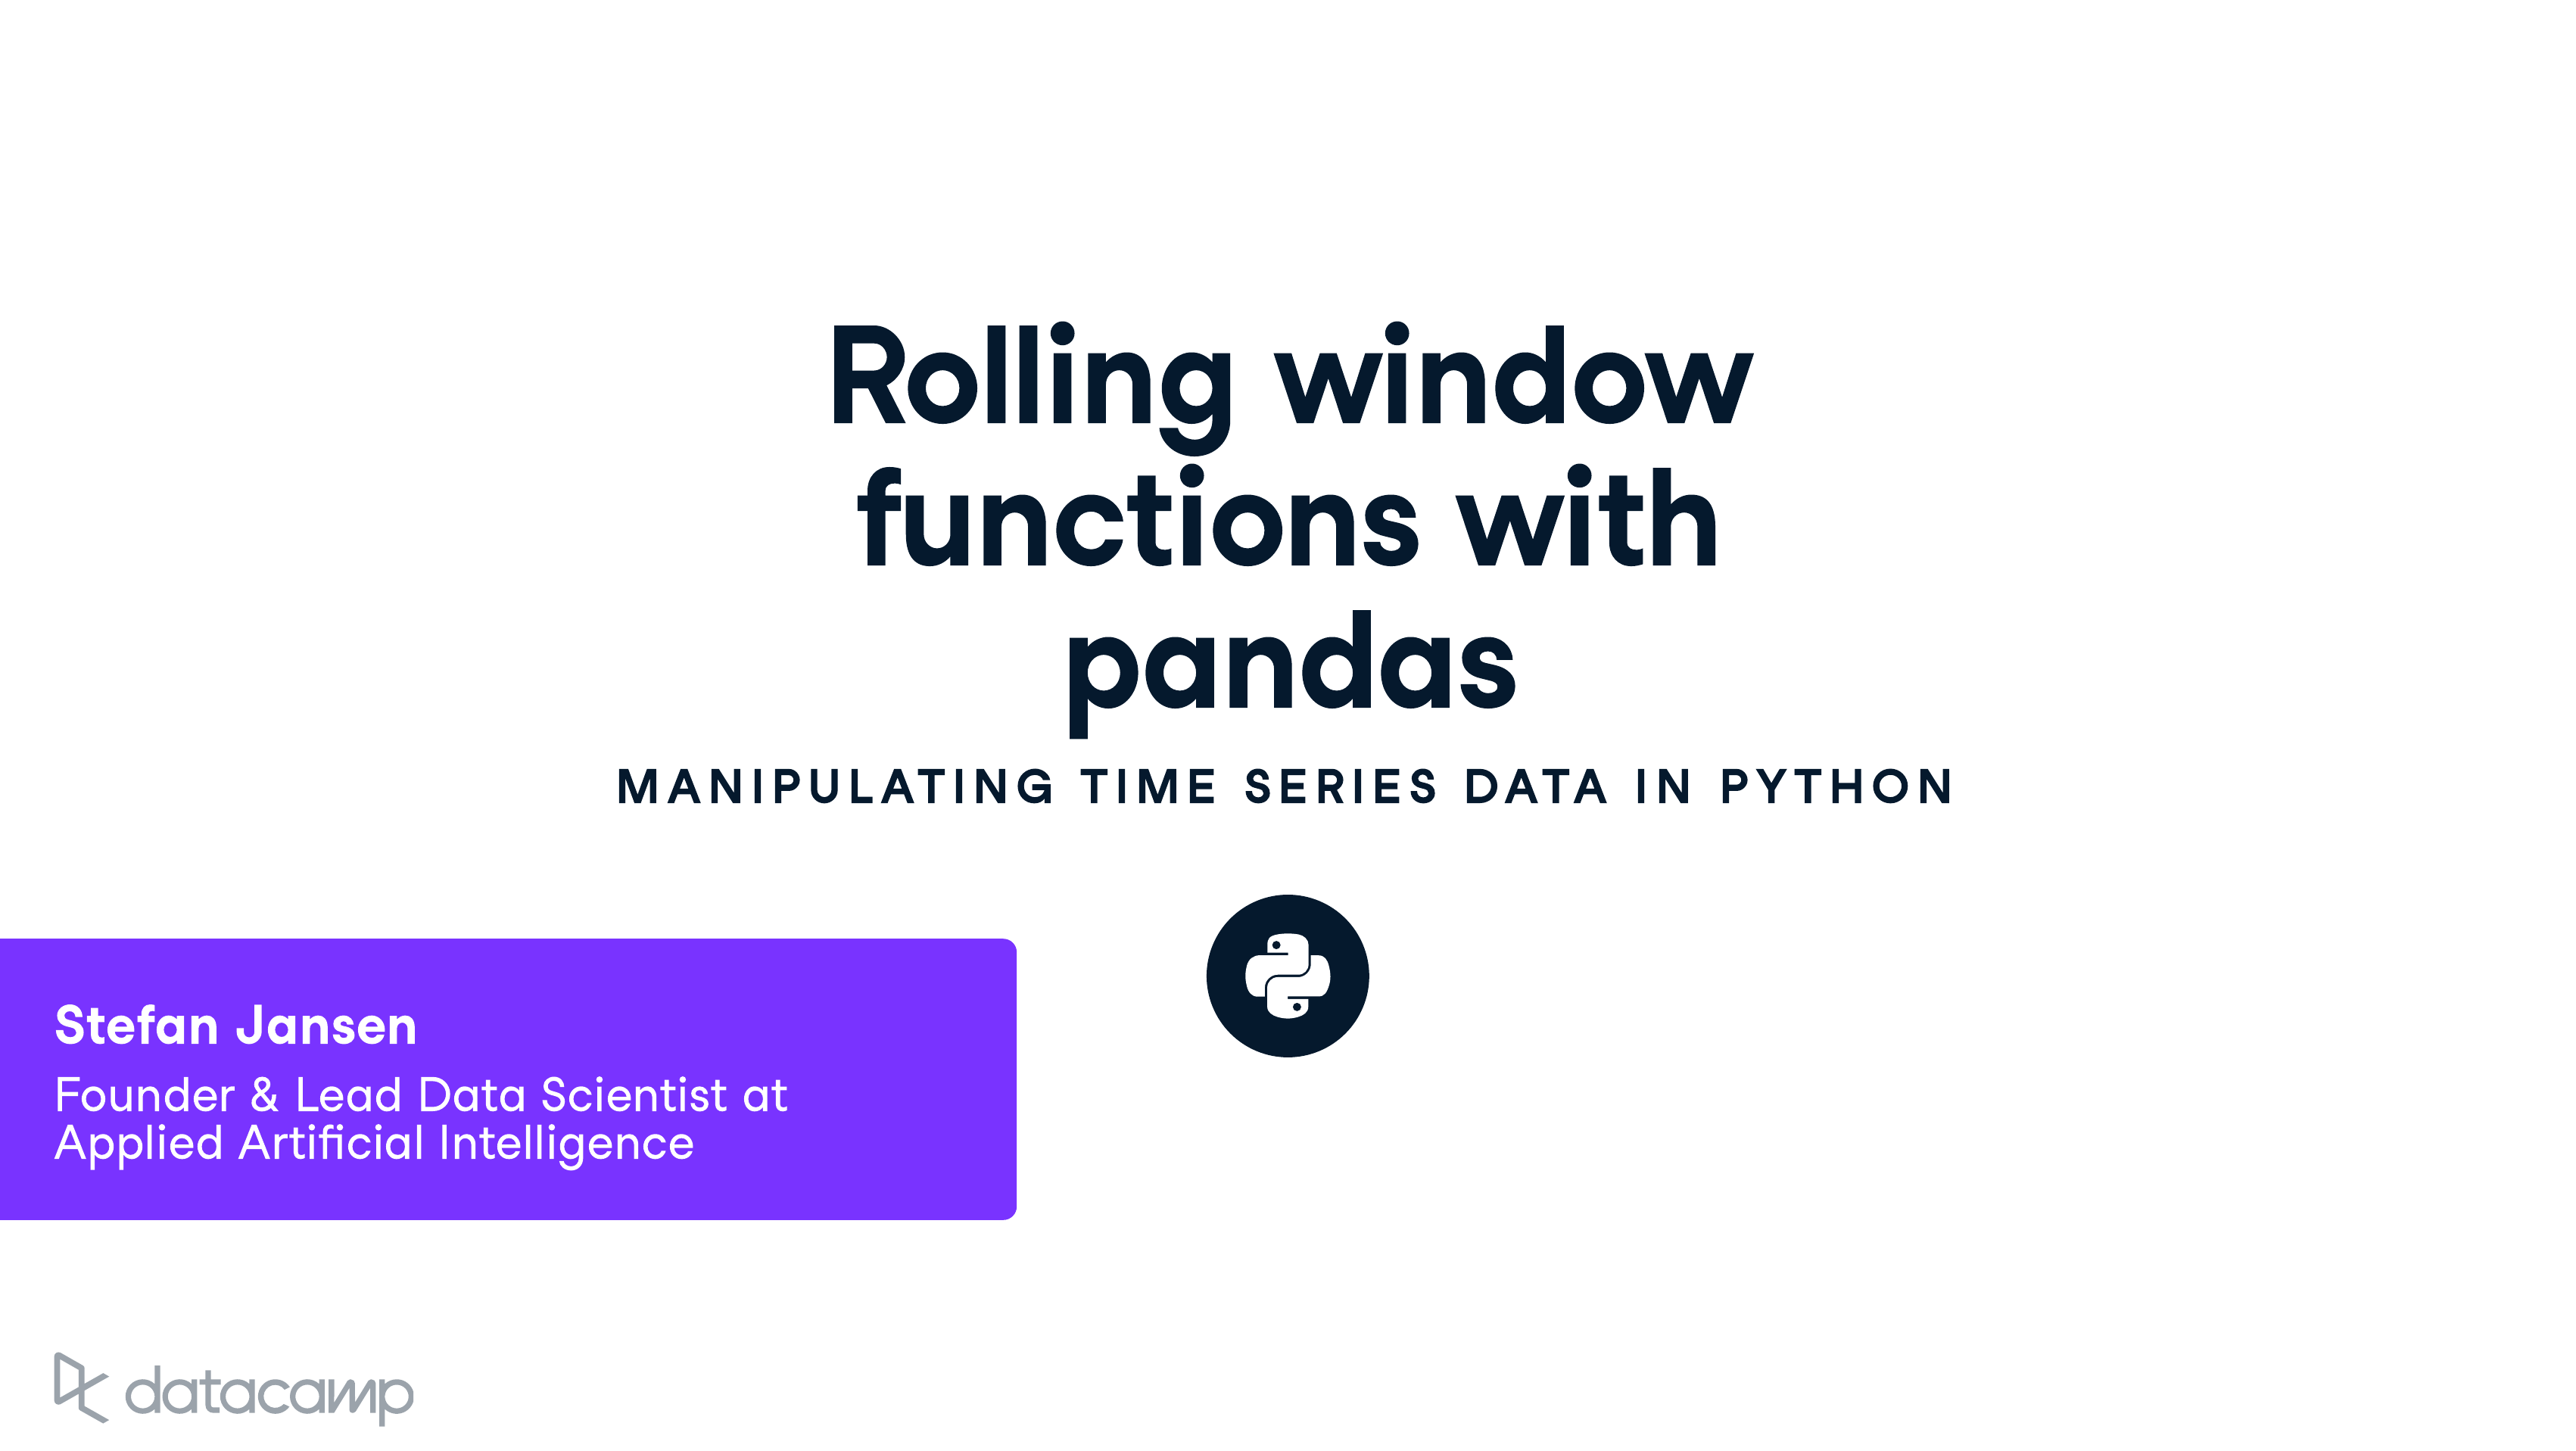 Rolling window
functions with
pandas
MANIPULATING TIME SERIES DATA IN PYTHON
Stefan Jansen
Founder & Lead Data Scientist at
Applied Artificial Intelligence
datacamp